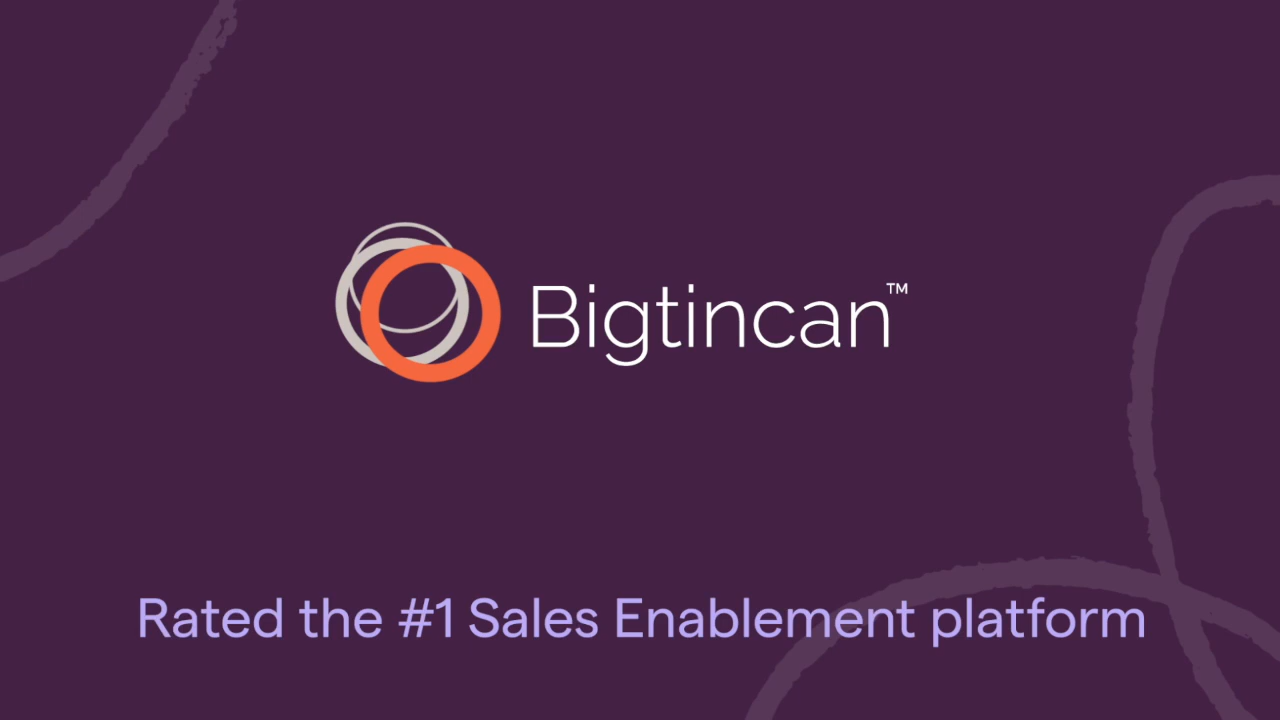 Bigtincan™
Rated the #1 Sales Enablement platform